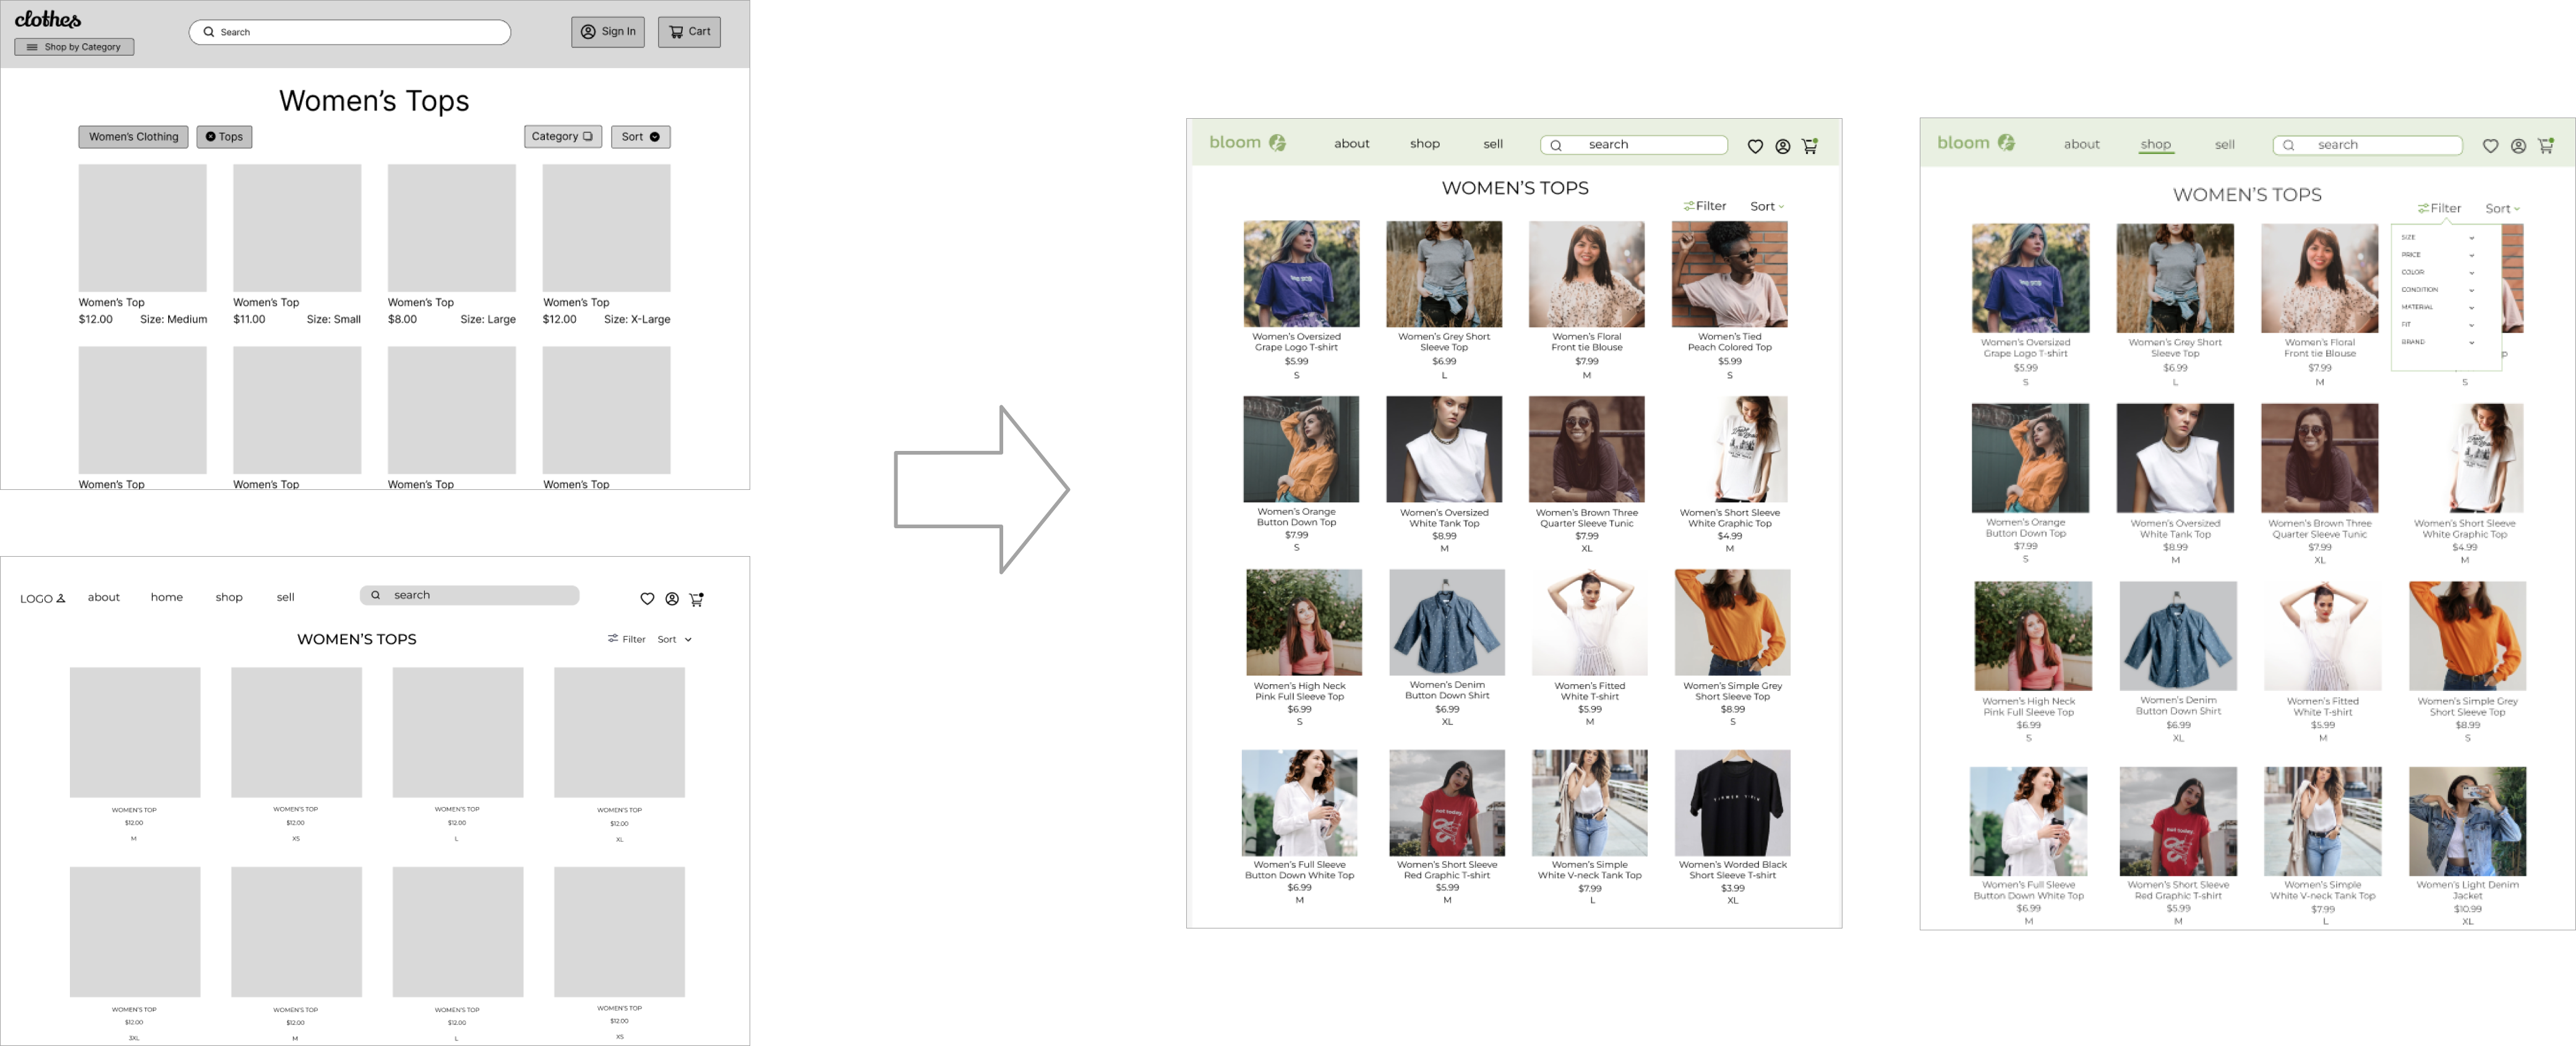 clothes
Shop by Category
Search
Sign In
Cart
Women's Tops
Women's Clothing
Tops
Category
Sort
Women's Top
$12.00 Size: Medium
Women's Top
$11.00 Size: Small
Women's Top
$8.00 Size: Large
Women's Top
$12.00 Size: X-Large
Women's Top
Women's Top
Women's Top
Women's Top
LOGO
about
home
shop
sell
search
WOMEN'S TOPS
Filter
Sort
WOMEN'S TOP
$12.00
M
WOMEN'S TOP
$12.00
XS
WOMEN'S TOP
$12.00
L
WOMEN'S TOP
$12.00
XL
WOMEN'S TOP
$12.00
3XL
WOMEN'S TOP
$12.00
M
WOMEN'S TOP
$12.00
L
WOMEN'S TOP
$12.00
XS
bloom
about
shop
sell
search
WOMEN'S TOPS
Filter
Sort
Women's Oversized
Grape Logo T-shirt
$5.99
S
Women's Grey Short
Sleeve Top
$6.99
L
Women's Floral
Front tie Blouse
$7.99
M
Women's Tied
Peach Colored Top
$5.99
S
Women's Orange
Button Down Top
$7.99
S
Women's Oversized
White Tank Top
$8.99
M
Women's Brown Three
Quarter Sleeve Tunic
$7.99
XL
Women's Short Sleeve
White Graphic Top
$4.99
M
Women's High Neck
Pink Full Sleeve Top
$6.99
S
Women's Denim
Button Down Shirt
$6.99
XL
Women's Fitted
White T-shirt
$5.99
M
Women's Simple Grey
Short Sleeve Top
$8.99
S
not today.
Women's Full Sleeve
Button Down White Top
$6.99
M
Women's Short Sleeve
Red Graphic T-shirt
$5.99
M
Women's Simple
White V-neck Tank Top
$7.99
L
Women's Worded Black
Short Sleeve T-shirt
$3.99
XL
bloom
about
shop
sell
search
WOMEN'S TOPS
Filter
Sort
SIZE
PRICE
COLOR
CONDITION
MATERIAL
FIT
BRAND
Women's Oversized
Grape Logo T-shirt
$5.99
S
Women's Grey Short
Sleeve Top
$6.99
L
Women's Floral
Front tie Blouse
$7.99
M
p
S
Women's Orange
Button Down Top
$7.99
S
Women's Oversized
White Tank Top
$8.99
M
Women's Brown Three
Quarter Sleeve Tunic
$7.99
XL
Women's Short Sleeve
White Graphic Top
$4.99
M
Women's High Neck
Pink Full Sleeve Top
$6.99
S
Women's Denim
Button Down Shirt
$6.99
XL
Women's Fitted
White T-shirt
$5.99
M
Women's Simple Grey
Short Sleeve Top
$8.99
S
not today.
Women's Full Sleeve
Button Down White Top
$6.99
M
Women's Short Sleeve
Red Graphic T-shirt
$5.99
M
Women's Simple
White V-neck Tank Top
$7.99
L
Women's Light Denim
Jacket
$10.99
XL